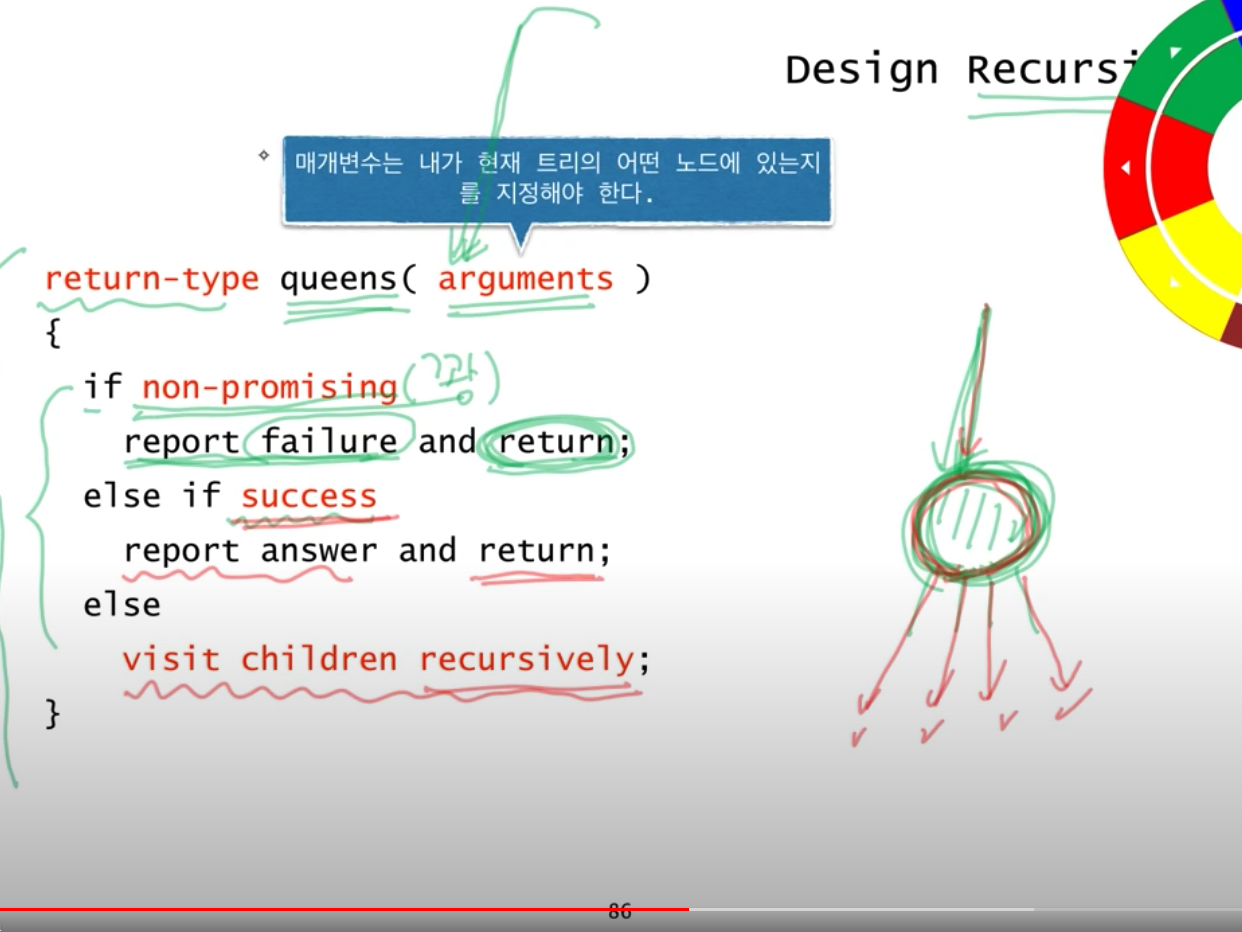 Design Recursi
매개변수는 내가 현재 트리의 어떤 노드에 있는지
를 지정해야 한다.
return-type queens( arguments )
{
if non-promising(꽝)
report failure and return;
else if success
report answer and return;
else
visit children recursively;
}
86